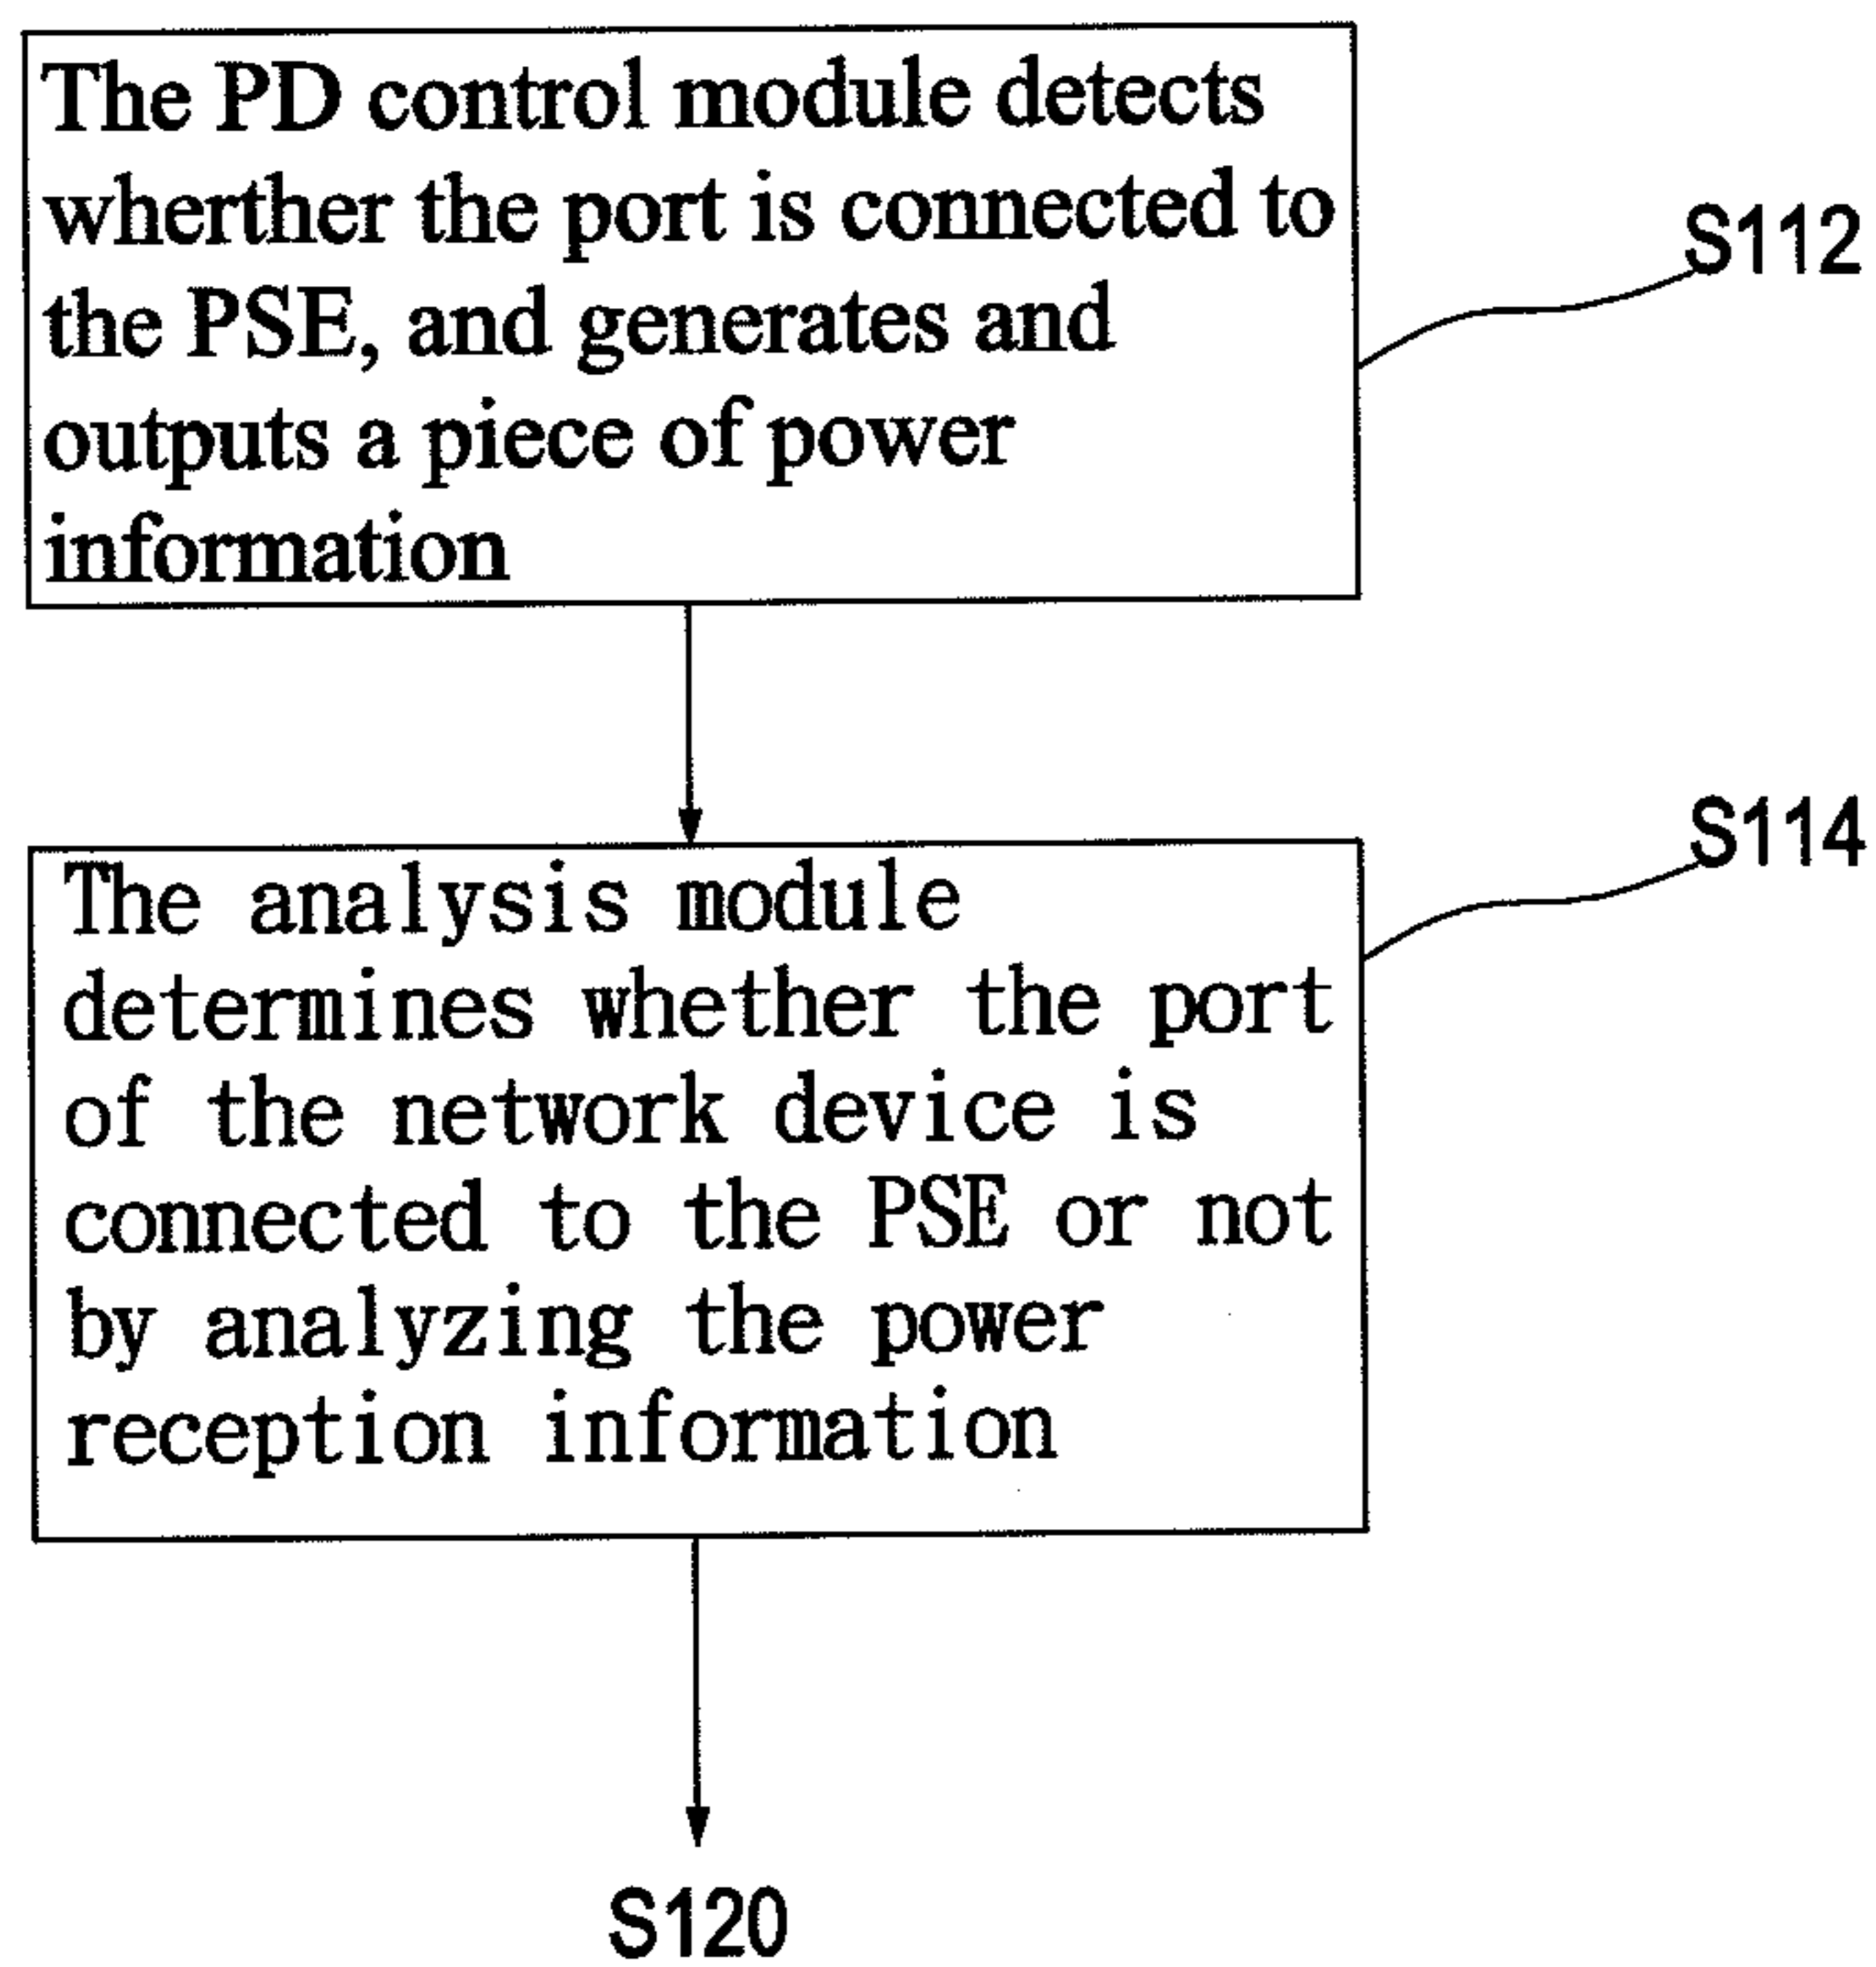 The PD control module detects
wherther the port is connected to
the PSE, and generates and
outputs a piece of power
information
S112
The analysis module
determines whether the port
of the network device is
connected to the PSE or not
by analyzing the power
reception information
S114
S120